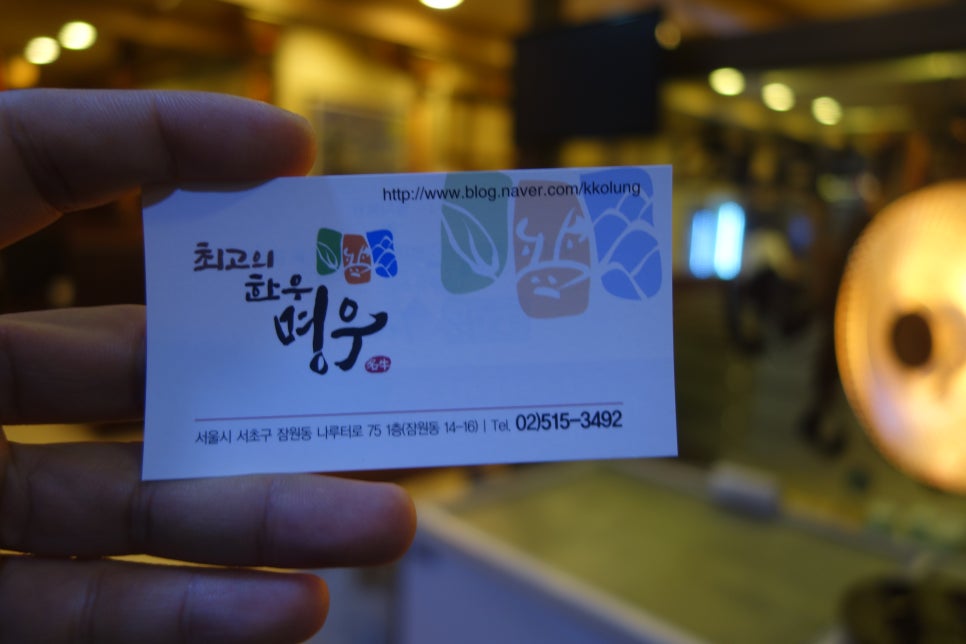 http://www.blog.naver.com/kkolung
최고의
한우
명우
名牛
서울시 서초구 잠원동 나루터로 75 1층(잠원동 14-16) | Tel. 02)515-3492